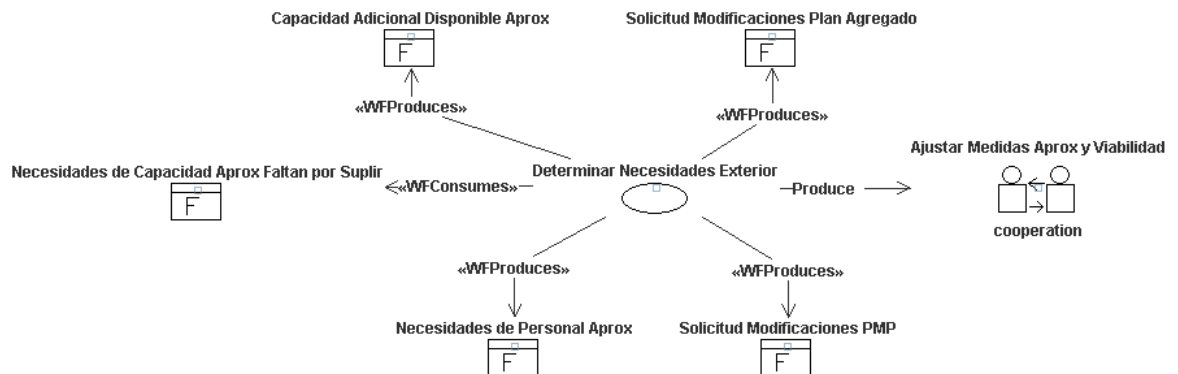 Capacidad Adicional Disponible Aprox
Solicitud Modificaciones Plan Agregado
F
F
«WFProduces»
«WFProduces»
Ajustar Medidas Aprox y Viabilidad
Necesidades de Capacidad Aprox Faltan por Suplir
Determinar Necesidades Exterior
«WFConsumes»
Produce
F
cooperation
«WFProduces»
«WFProduces»
Necesidades de Personal Aprox
Solicitud Modificaciones PMP
F
F